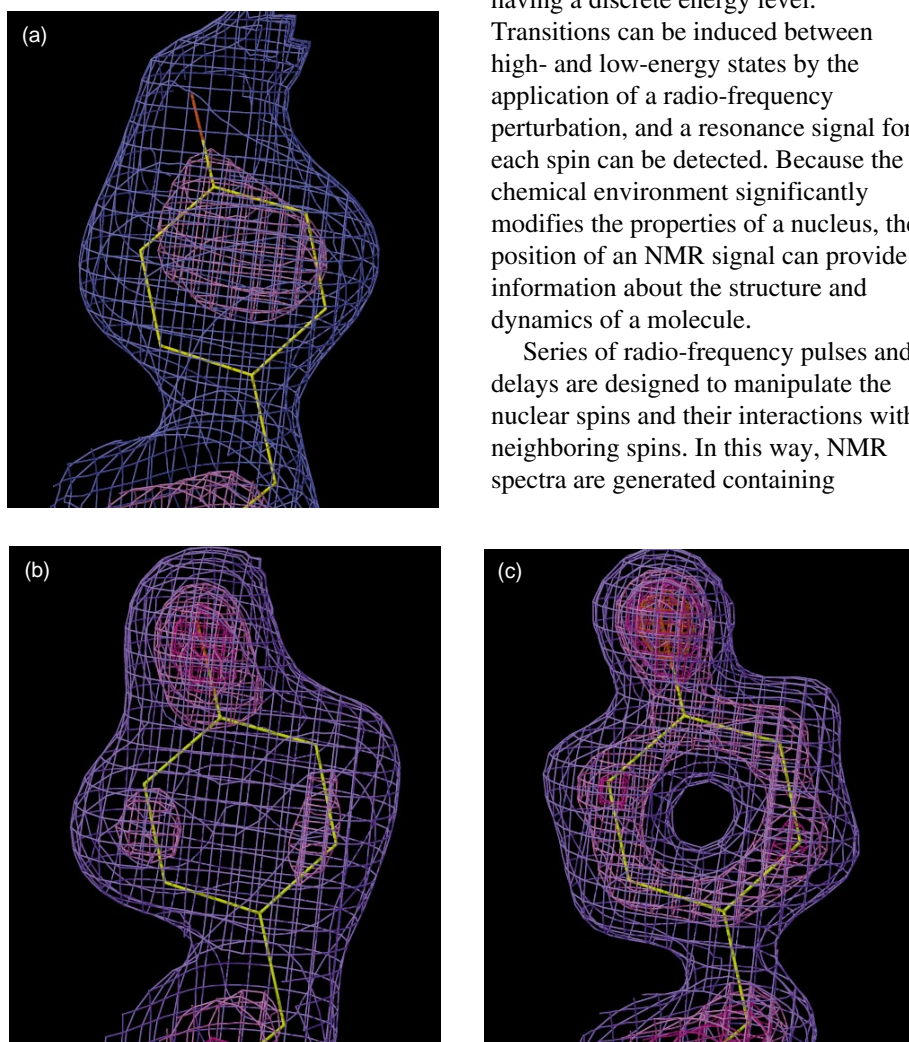 (a)
having a discrete energy level.
Transitions can be induced between
high- and low-energy states by the
application of a radio-frequency
perturbation, and a resonance signal for
each spin can be detected. Because the
chemical environment significantly
modifies the properties of a nucleus, the
position of an NMR signal can provide
information about the structure and
dynamics of a molecule.
Series of radio-frequency pulses and
delays are designed to manipulate the
nuclear spins and their interactions with
neighboring spins. In this way, NMR
spectra are generated containing
(b)
(c)